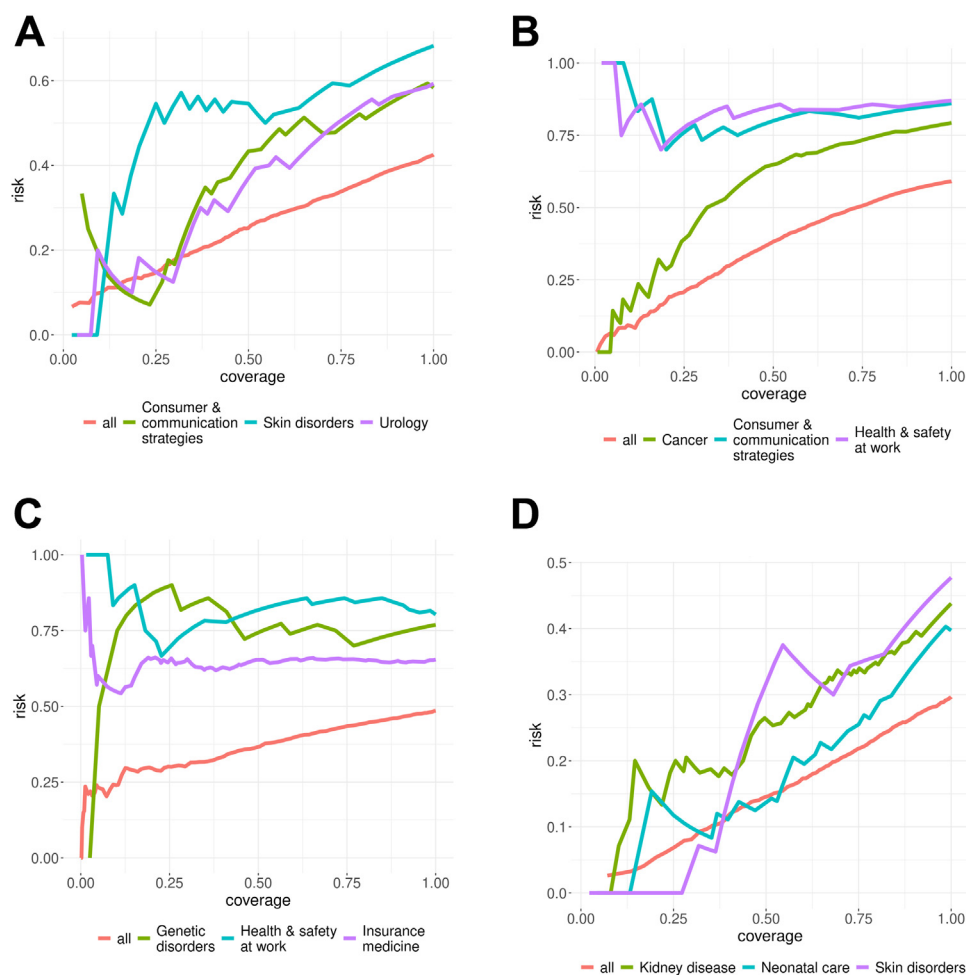 A
risk
0.6
0.4
0.2
0.0
0.00 0.25 0.50 0.75 1.00
coverage
all Consumer & communication strategies Skin disorders Urology
B
risk
1.00
0.75
0.50
0.25
0.00
0.00 0.25 0.50 0.75 1.00
coverage
all Cancer Consumer & communication strategies Health & safety at work
C
risk
1.00
0.75
0.50
0.25
0.00
0.00 0.25 0.50 0.75 1.00
coverage
all Genetic disorders Health & safety at work Insurance medicine
D
risk
0.5
0.4
0.3
0.2
0.1
0.0
0.00 0.25 0.50 0.75 1.00
coverage
all Kidney disease Neonatal care Skin disorders